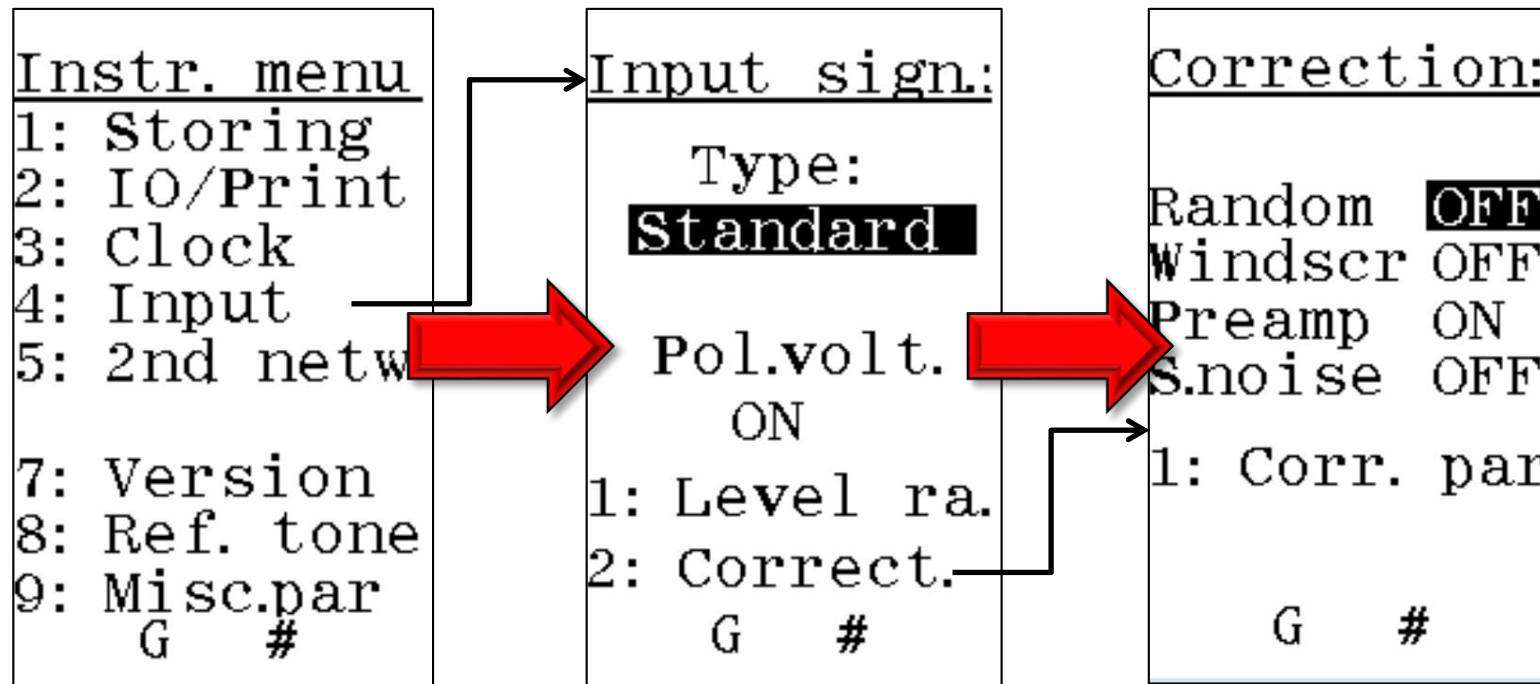 Instr. menu
1: Storing
2: IO/Print
3: Clock
4: Input
5: 2nd netw
7: Version
8: Ref. tone
9: Misc.par
G #
Input sign.:
Type:
Standard
Pol.volt.
ON
1: Level ra.
2: Correct.
G #
Correction:
Random OFF
Windscr OFF
Preamp ON
S.noise OFF
1: Corr. par
G #